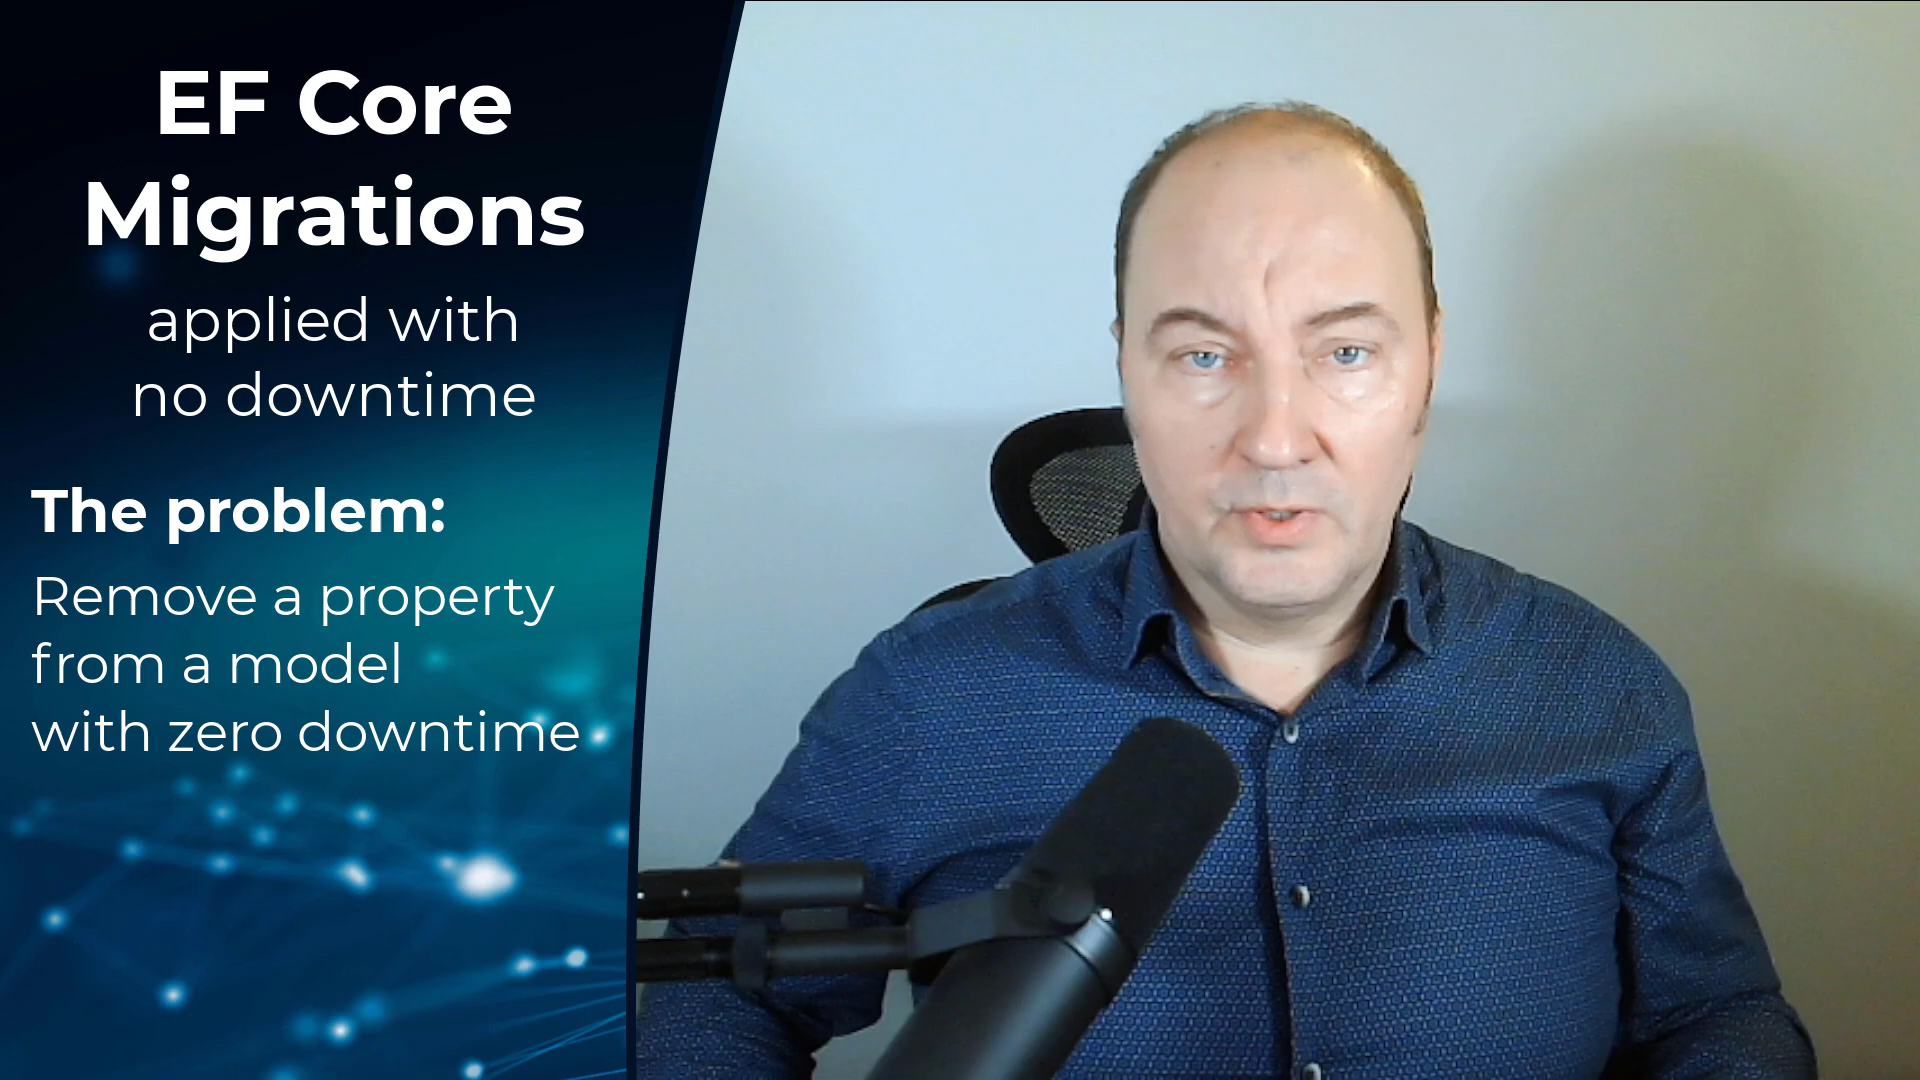 EF Core
Migrations
applied with
no downtime
The problem:
Remove a property
from a model
with zero downtime